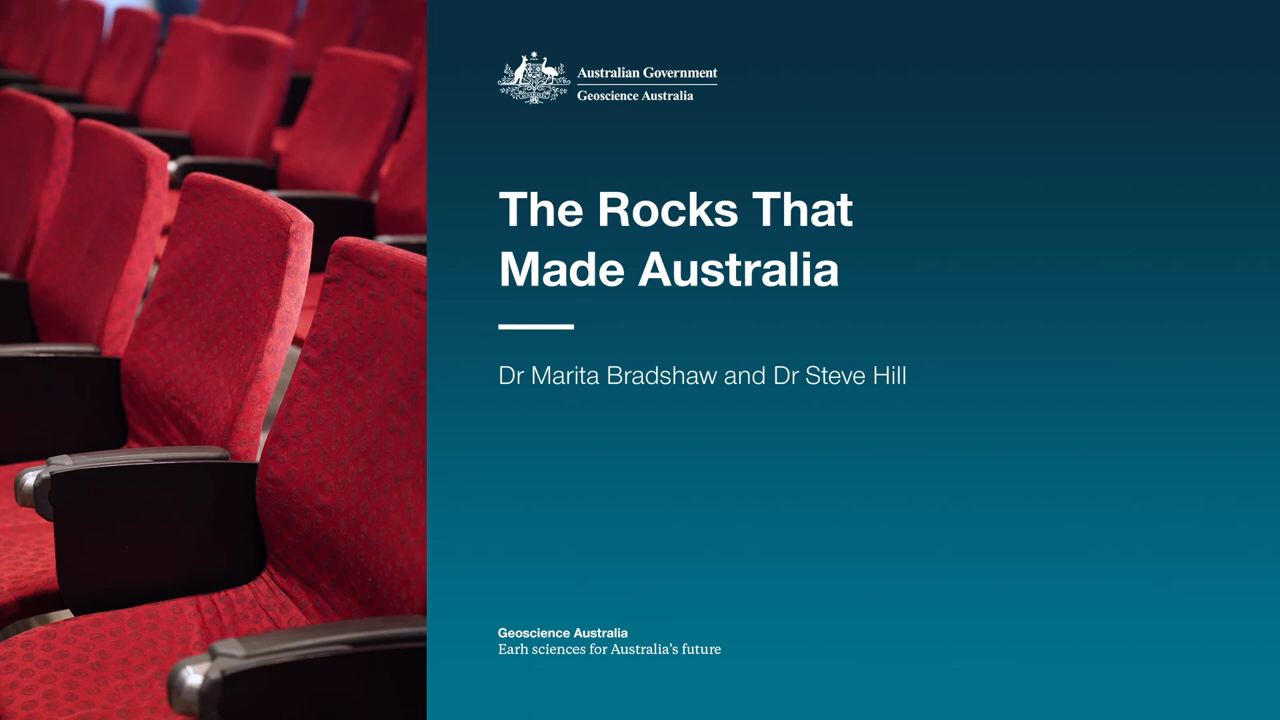 Australian Government
Geoscience Australia
The Rocks That
Made Australia
Dr Marita Bradshaw and Dr Steve Hill
Geoscience Australia
Earh sciences for Australia's future